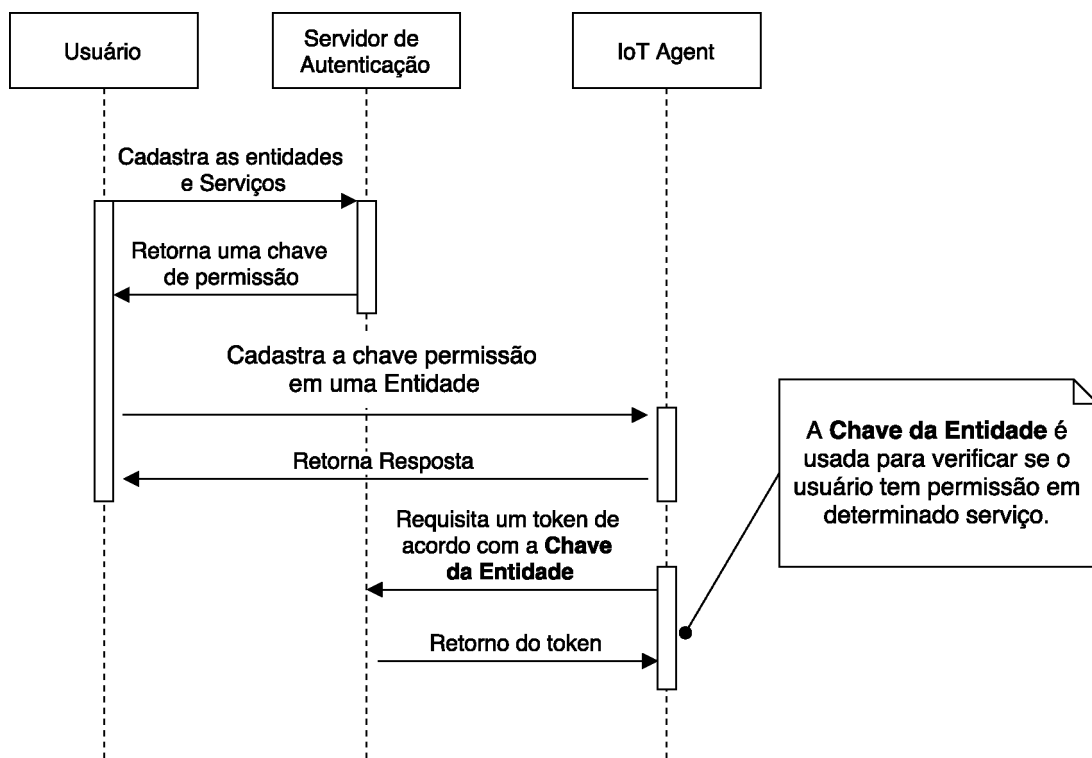 Usuário
Servidor de
Autenticação
IoT Agent
Cadastra as entidades
e Serviços
Retorna uma chave
de permissão
Cadastra a chave permissão
em uma Entidade
Retorna Resposta
A Chave da Entidade é
usada para verificar se o
usuário tem permissão em
determinado serviço.
Requisita um token de
acordo com a Chave
da Entidade
Retorno do token